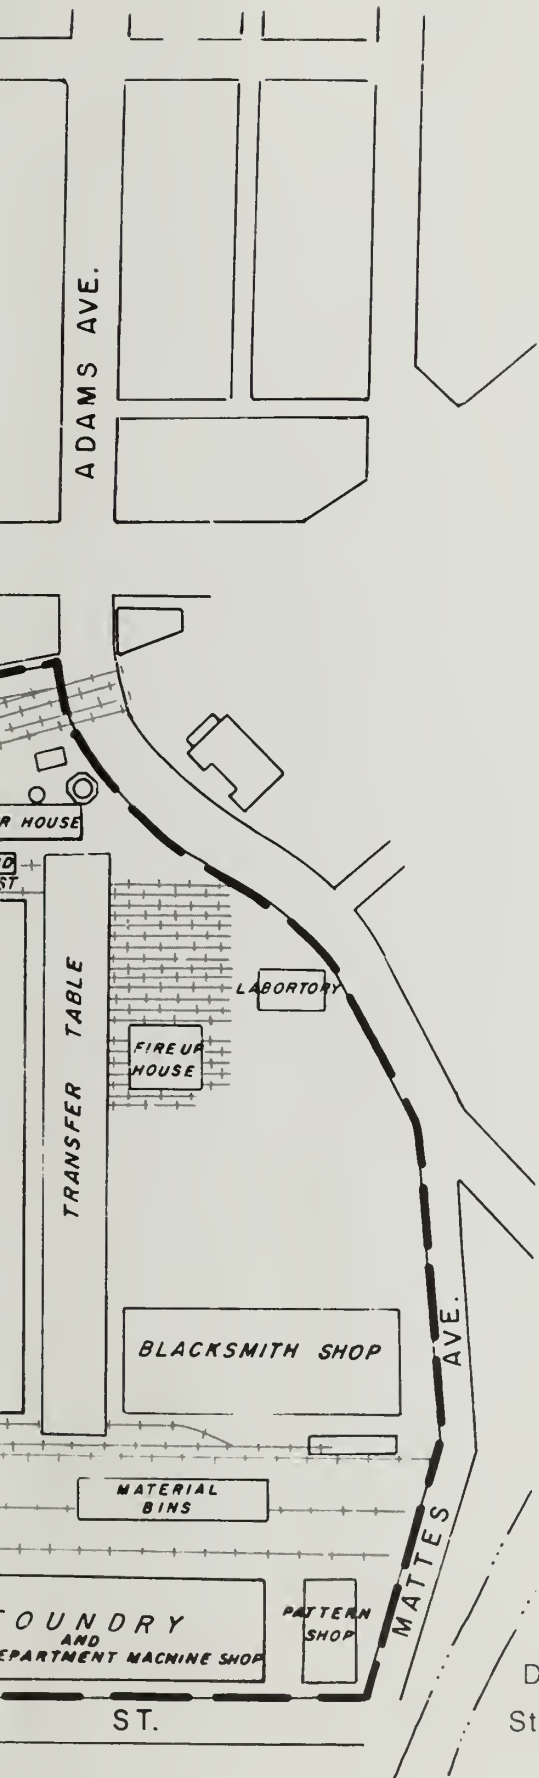 ADAMS AVE.
R HOUSE
ST
LABORTORY
TRANSFER TABLE
FIRE UP
HOUSE
BLACKSMITH SHOP
AVE.
MATERIAL
BINS
MATTES
OUNDRY
AND
EPARTMENT MACHINE SHOP
PATTERN
SHOP
ST.
D
St